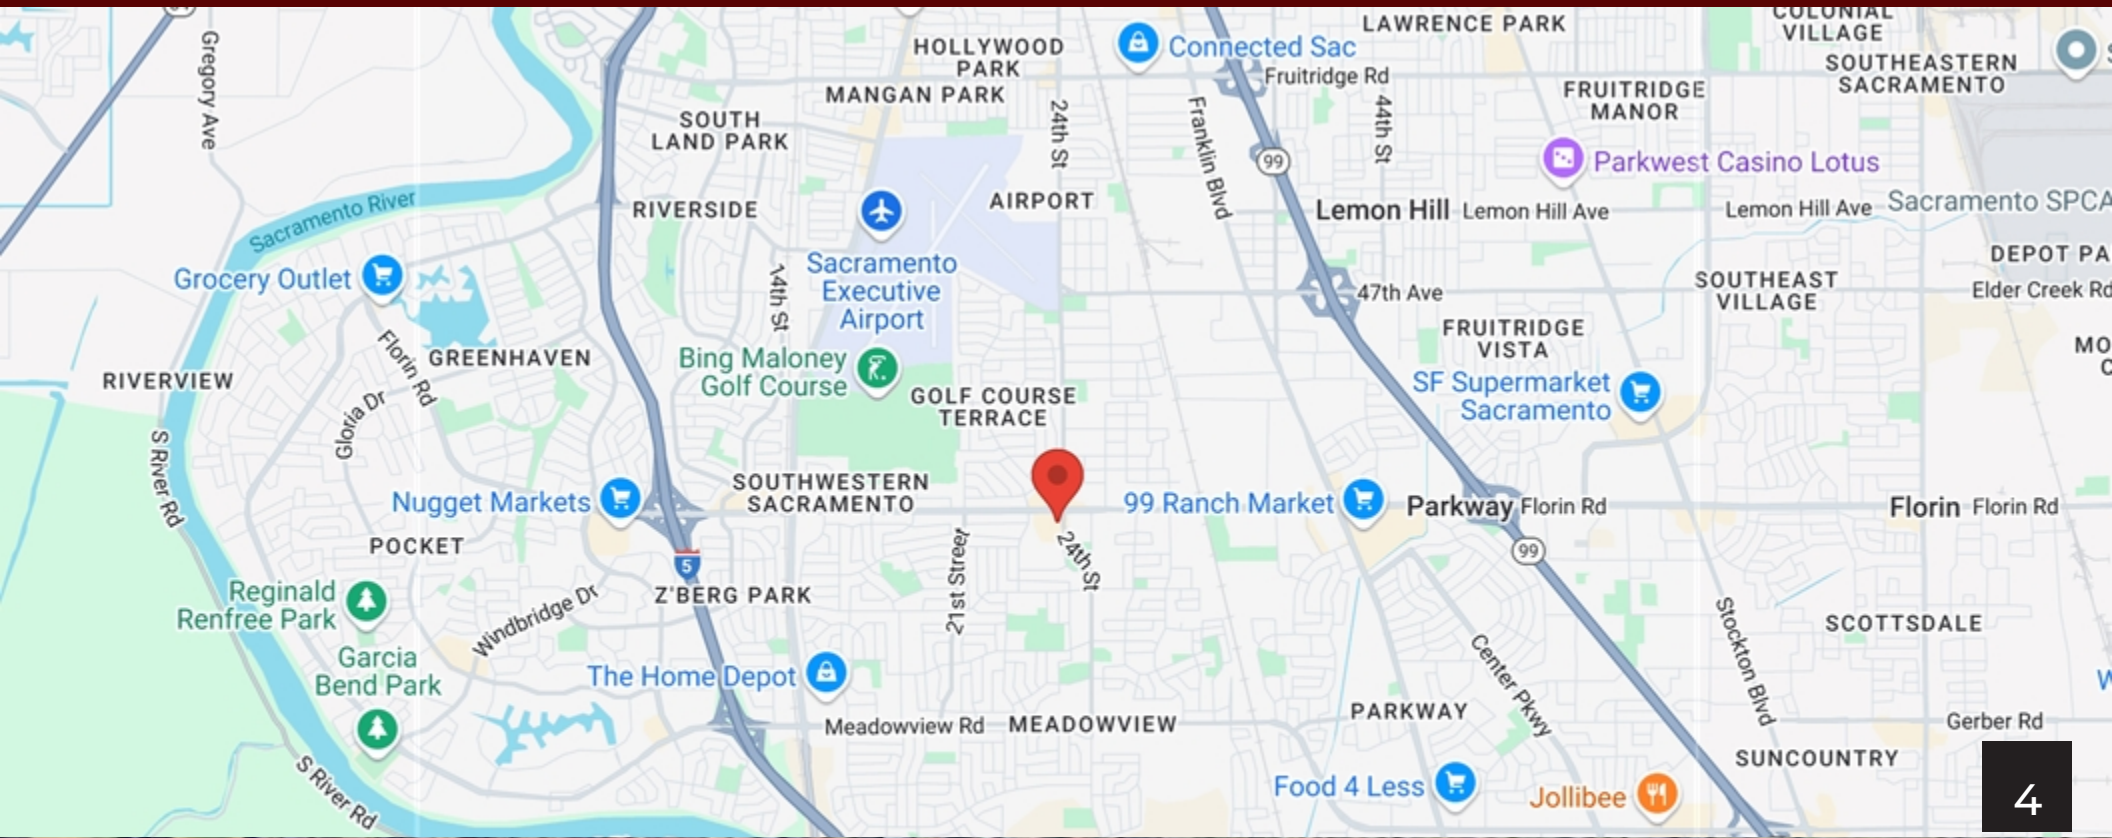 COLONIAL
VILLAGE
LAWRENCE PARK
HOLLYWOOD
PARK
Connected Sac
Fruitridge Rd
SOUTHEASTERN
SACRAMENTO
Gregory Ave
MANGAN PARK
FRUITRIDGE
MANOR
SOUTH
LAND PARK
24th St
Franklin Blvd
44th St
99
Parkwest Casino Lotus
Sacramento River
RIVERSIDE
AIRPORT
Lemon Hill
Lemon Hill Ave
Lemon Hill Ave
Sacramento SPCA
Grocery Outlet
Sacramento
Executive
Airport
14th St
47th Ave
DEPOT PA
SOUTHEAST
VILLAGE
Elder Creek Rd
FRUITRIDGE
VISTA
MO
C
RIVERVIEW
Florin Rd
GREENHAVEN
Gloria Dr
Bing Maloney
Golf Course
GOLF COURSE
TERRACE
SF Supermarket
Sacramento
S River Rd
Nugget Markets
SOUTHWESTERN
SACRAMENTO
99 Ranch Market
Parkway
Florin Rd
Florin
Florin Rd
POCKET
5
21st Street
24th St
99
Reginald
Renfree Park
Windbridge Dr
Z'BERG PARK
Stockton Blvd
SCOTTSDALE
Garcia
Bend Park
The Home Depot
Center Pkwy
W
Meadowview Rd
MEADOWVIEW
PARKWAY
Gerber Rd
S River Rd
SUNCOUNTRY
Food 4 Less
Jollibee
4